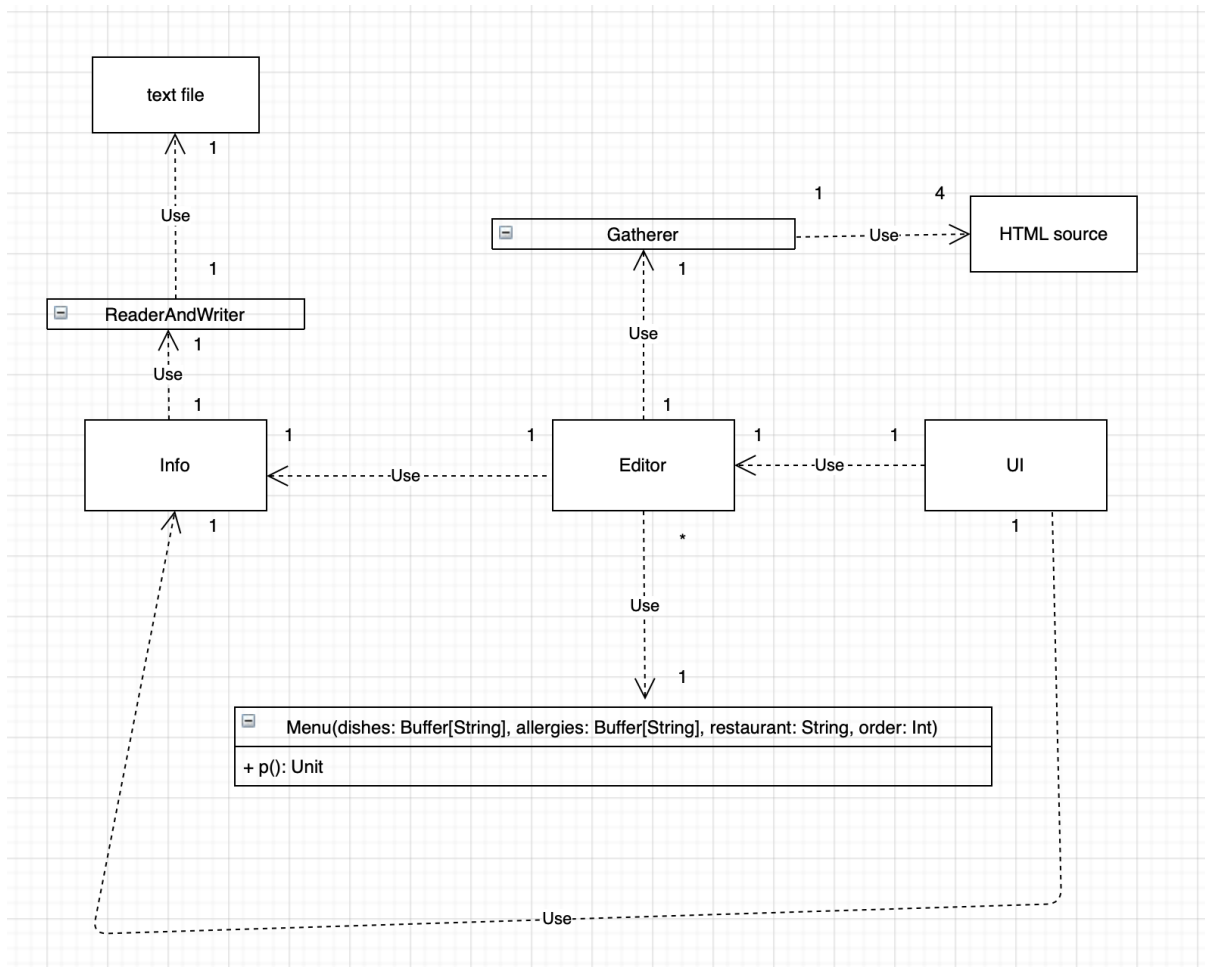 text file
1
Use
1
ReaderAndWriter
1
Use
1
Gatherer
1
4
Use
HTML source
1
Use
1
Info
1
Use
1
Editor
1
Use
1
UI
1
1
*
Use
1
Menu(dishes: Buffer[String], allergies: Buffer[String], restaurant: String, order: Int)
+ p(): Unit
Use